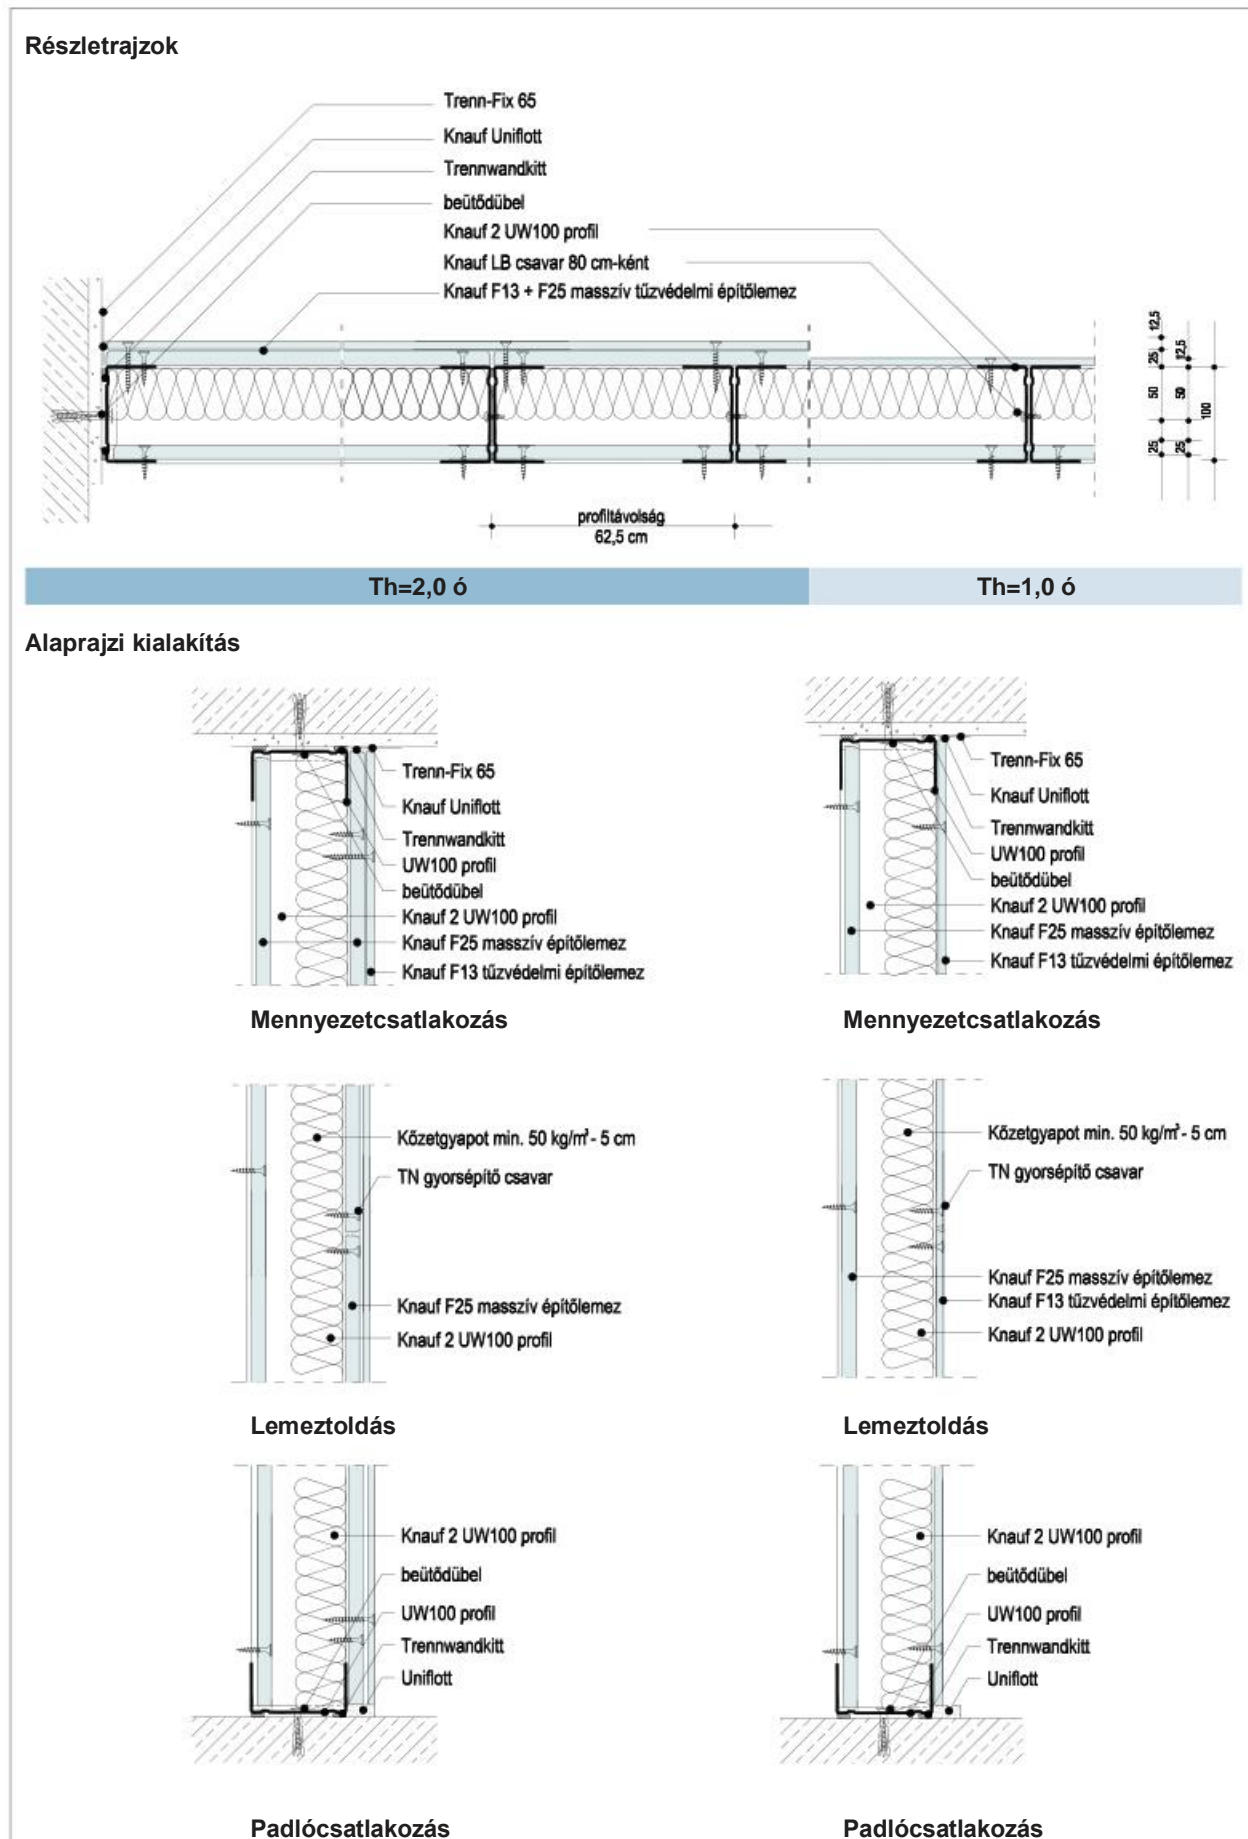 Részletrajzok
Trenn-Fix 65
Knauf Uniflott
Trennwandkitt
beütődübel
Knauf 2 UW100 profil
Knauf LB csavar 80 cm-ként
Knauf F13 + F25 masszív tűzvédelmi építőlemez
12,5
25
12,5
50
50
100
25
25
profiltávolság
62,5 cm
Th=2,0 ó
Th=1,0 ó
Alaprajzi kialakítás
Trenn-Fix 65
Knauf Uniflott
Trennwandkitt
UW100 profil
beütődübel
Knauf 2 UW100 profil
Knauf F25 masszív építőlemez
Knauf F13 tűzvédelmi építőlemez
Mennyezetcsatlakozás
Trenn-Fix 65
Knauf Uniflott
Trennwandkitt
UW100 profil
beütődübel
Knauf 2 UW100 profil
Knauf F25 masszív építőlemez
Knauf F13 tűzvédelmi építőlemez
Mennyezetcsatlakozás
Kőzetgyapot min. 50 kg/m³- 5 cm
TN gyorsépítő csavar
Knauf F25 masszív építőlemez
Knauf 2 UW100 profil
Lemeztoldás
Kőzetgyapot min. 50 kg/m³- 5 cm
TN gyorsépítő csavar
Knauf F25 masszív építőlemez
Knauf F13 tűzvédelmi építőlemez
Knauf 2 UW100 profil
Lemeztoldás
Knauf 2 UW100 profil
beütődübel
UW100 profil
Trennwandkitt
Uniflott
Padlócsatlakozás
Knauf 2 UW100 profil
beütődübel
UW100 profil
Trennwandkitt
Uniflott
Padlócsatlakozás